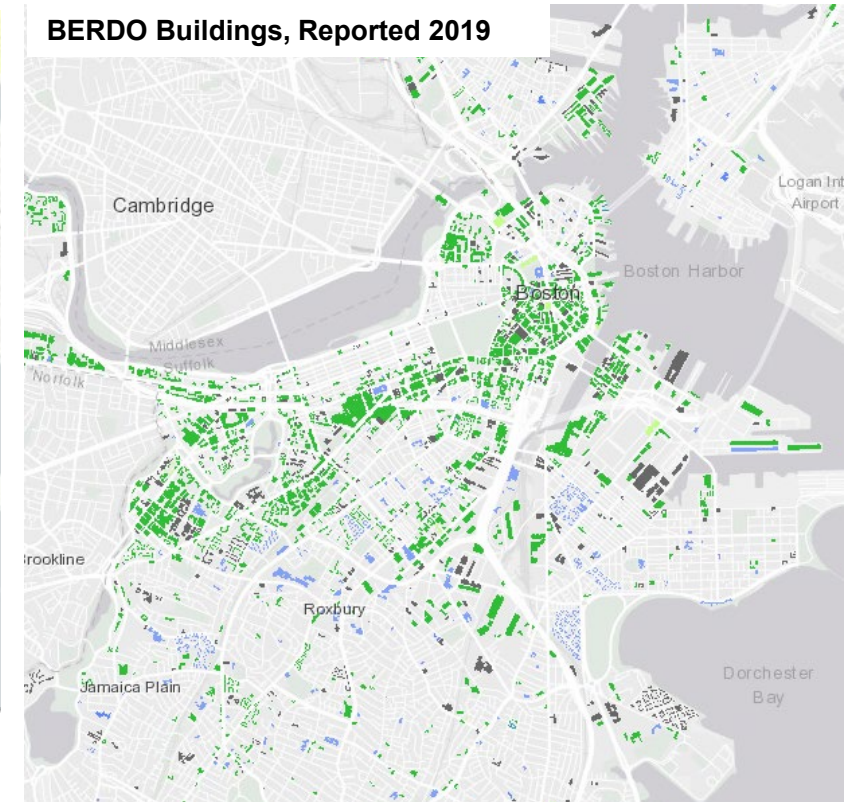 BERDO Buildings, Reported 2019
Cambridge
Logan Int
Airport
Boston Harbor
Boston
Middlesex
Suffolk
Norfolk
Brookline
Roxbury
Jamaica Plain
Dorchester
Bay